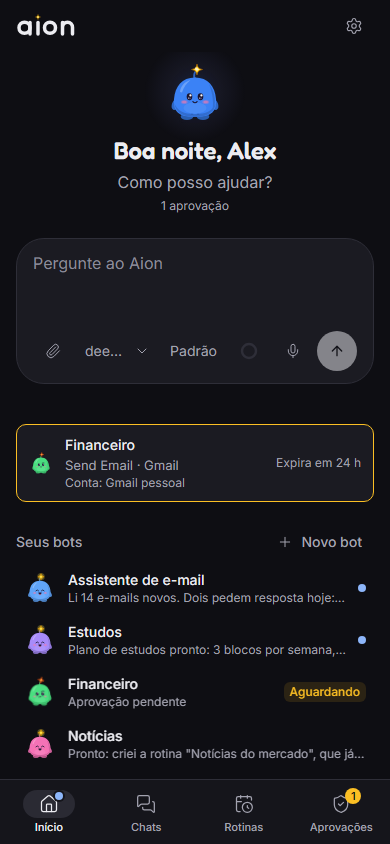 aion
Boa noite, Alex
Como posso ajudar?
1 aprovação
Pergunte ao Aion
dee... Padrão
Financeiro
Send Email · Gmail
Expira em 24 h
Conta: Gmail pessoal
Seus bots
+ Novo bot
Assistente de e-mail
Li 14 e-mails novos. Dois pedem resposta hoje:...
Estudos
Plano de estudos pronto: 3 blocos por semana,...
Financeiro
Aprovação pendente
Aguardando
Notícias
Pronto: criei a rotina "Notícias do mercado", que já...
1
Início Chats Rotinas Aprovações